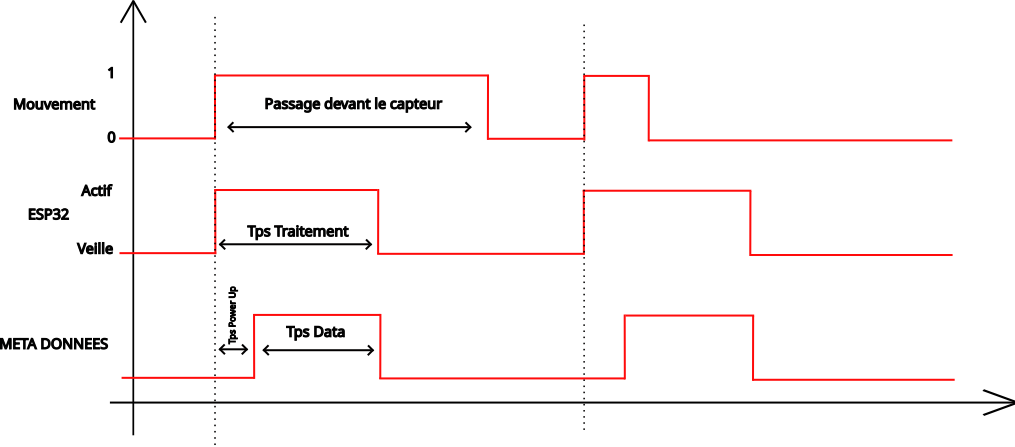 1
Mouvement
Passage devant le capteur
0
Actif
ESP32
Tps Traitement
Veille
Tps Power Up
Tps Data
META DONNEES